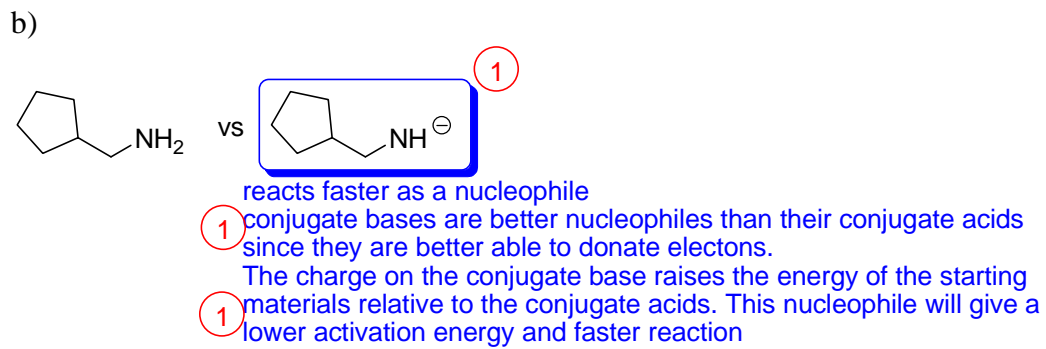 b)
1
NH2 vs NH ⊖
reacts faster as a nucleophile
1 conjugate bases are better nucleophiles than their conjugate acids
since they are better able to donate electons.
The charge on the conjugate base raises the energy of the starting
1 materials relative to the conjugate acids. This nucleophile will give a
lower activation energy and faster reaction